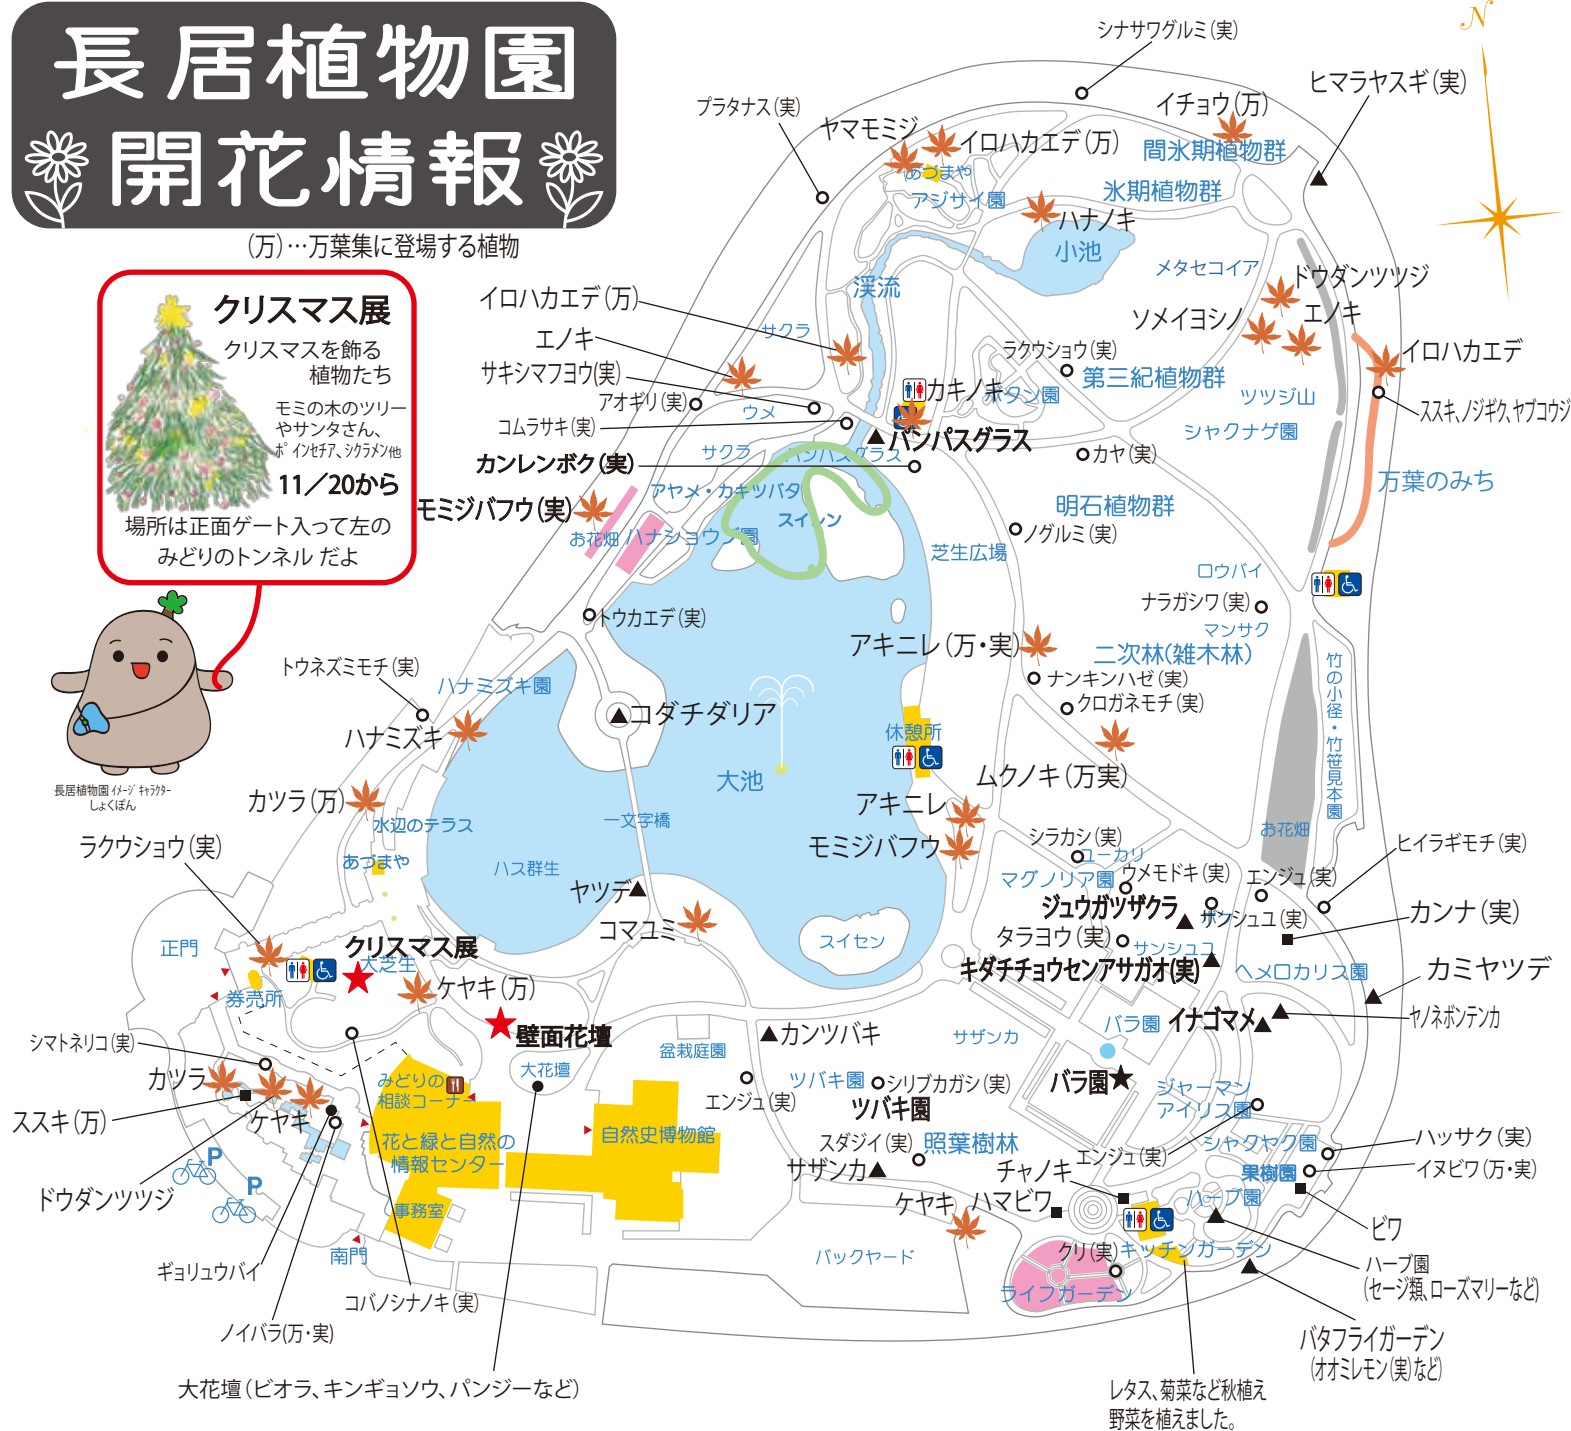 長居植物園
開花情報
（万）…万葉集に登場する植物
クリスマス展
クリスマスを飾る
植物たち
モミの木のツリー
やサンタさん、
ポインセチア、シクラメン他
11／20から
場所は正面ゲート入って左の
みどりのトンネル だよ
長居植物園 イメージキャラクター
しょくぽん
N
シナサワグルミ（実）
ヒマラヤスギ（実）
プラタナス（実）
ヤマモミジ
イロハカエデ（万）
イチョウ（万）
間氷期植物群
あづまや
アジサイ園
氷期植物群
ハナノキ
小池
渓流
メタセコイア
ドウダンツツジ
エノキ
ソメイヨシノ
イロハカエデ（万）
サクラ
エノキ
サキシマフヨウ（実）
アオギリ（実）
ウメ
コムラサキ（実）
サクラ
カンレンボク（実）
ラクウショウ（実）
第三紀植物群
カキノキ
ボタン園
パンパスグラス
パンパスグラス
イロハカエデ
ススキ、ノジギク、ヤブコウジ
ツツジ山
シャクナゲ園
カヤ（実）
万葉のみち
アヤメ・カキツバタ
スイレン
モミジバフウ（実）
お花畑
ハナショウブ園
明石植物群
ノグルミ（実）
芝生広場
ロウバイ
ナラガシワ（実）
マンサク
トウカエデ（実）
アキニレ（万・実）
二次林（雑木林）
ナンキンハゼ（実）
クロガネモチ（実）
竹の小径・竹笹見本園
トウネズミモチ（実）
ハナミズキ園
ハナミズキ
コダチダリア
休憩所
大池
ムクノキ（万実）
アキニレ
モミジバフウ
カツラ（万）
水辺のテラス
一文字橋
あづまや
ハス群生
ラクウショウ（実）
シラカシ（実）
ユーカリ
お花畑
ヒイラギモチ（実）
マグノリア園
ウメモドキ（実）
エンジュ（実）
ヤツデ
コマユミ
スイセン
ジュウガツザクラ
ボケ
サンシュユ（実）
カンナ（実）
タラヨウ（実）
サンシュユ
正門
クリスマス展
大芝生
ケヤキ（万）
キダチチョウセンアサガオ（実）
ヘメロカリス園
カミヤツデ
券売所
壁面花壇
カンツバキ
サザンカ
バラ園
イナゴマメ
ヤノネボンテンカ
シマトネリコ（実）
盆栽庭園
大花壇
カツラ
みどりの
相談コーナー
ツバキ園
シリブカガシ（実）
ツバキ園
バラ園
ジャーマン
アイリス園
エンジュ（実）
ススキ（万）
ケヤキ
花と緑と自然の
情報センター
自然史博物館
スダジイ（実）
照葉樹林
サザンカ
エンジュ（実）
シャクヤク園
ハッサク（実）
イヌビワ（万・実）
果樹園
チャノキ
ドウダンツツジ
P
P
事務室
南門
ケヤキ
ハマビワ
ハーブ園
ビワ
バックヤード
クリ（実）
キッチンガーデン
ライフガーデン
ハーブ園
（セージ類、ローズマリーなど）
ギョリュウバイ
コバノシナノキ（実）
ノイバラ（万・実）
バタフライガーデン
（オオミレモン（実）など）
大花壇（ビオラ、キンギョソウ、パンジーなど）
レタス、菊菜など秋植え
野菜を植えました。